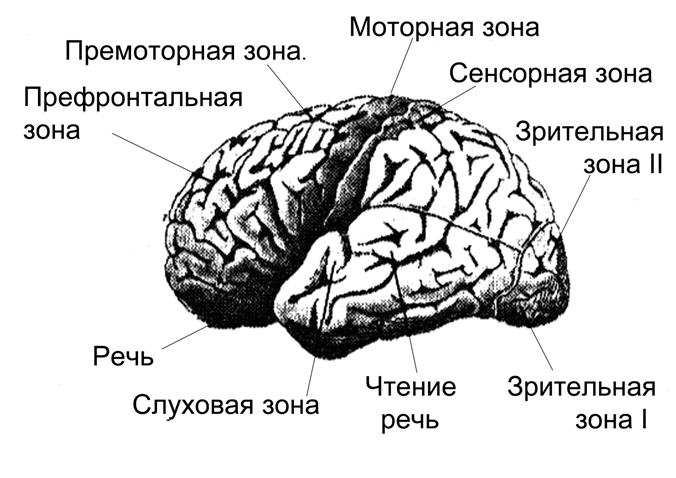 Моторная зона
Премоторная зона.
Сенсорная зона
Префронтальная
зона
Зрительная
зона II
Речь
Слуховая зона
Чтение
речь
Зрительная
зона I